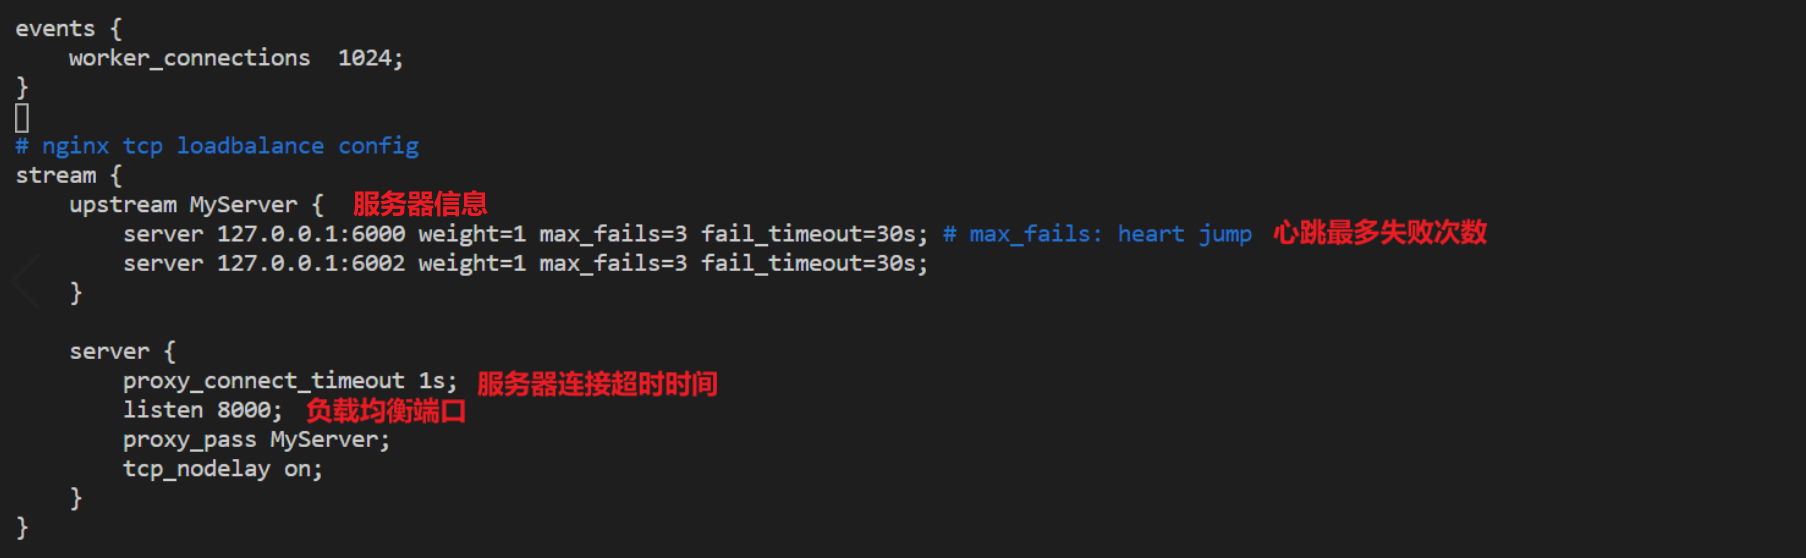 events {
    worker_connections  1024;
}
# nginx tcp loadbalance config
stream {
    upstream MyServer {  服务器信息
        server 127.0.0.1:6000 weight=1 max_fails=3 fail_timeout=30s; # max_fails: heart jump  心跳最多失败次数
        server 127.0.0.1:6002 weight=1 max_fails=3 fail_timeout=30s;
    }
    server {
        proxy_connect_timeout 1s;  服务器连接超时时间
        listen 8000;  负载均衡端口
        proxy_pass MyServer;
        tcp_nodelay on;
    }
}